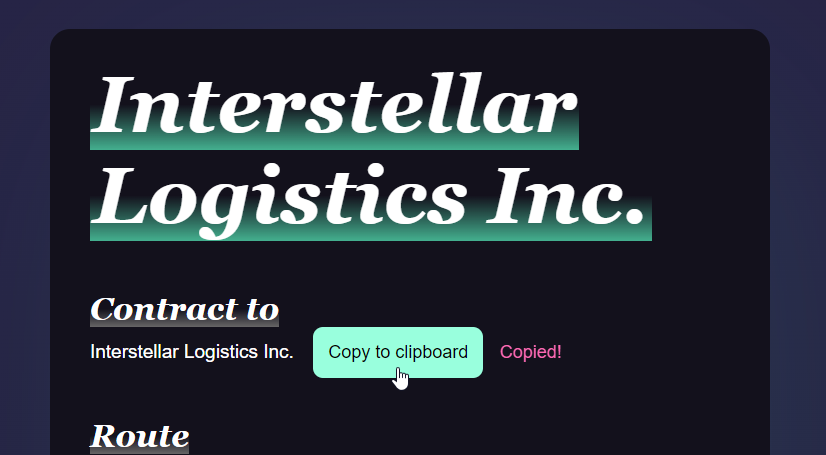 Interstellar
Logistics Inc.
Contract to
Interstellar Logistics Inc. Copy to clipboard Copied!
Route